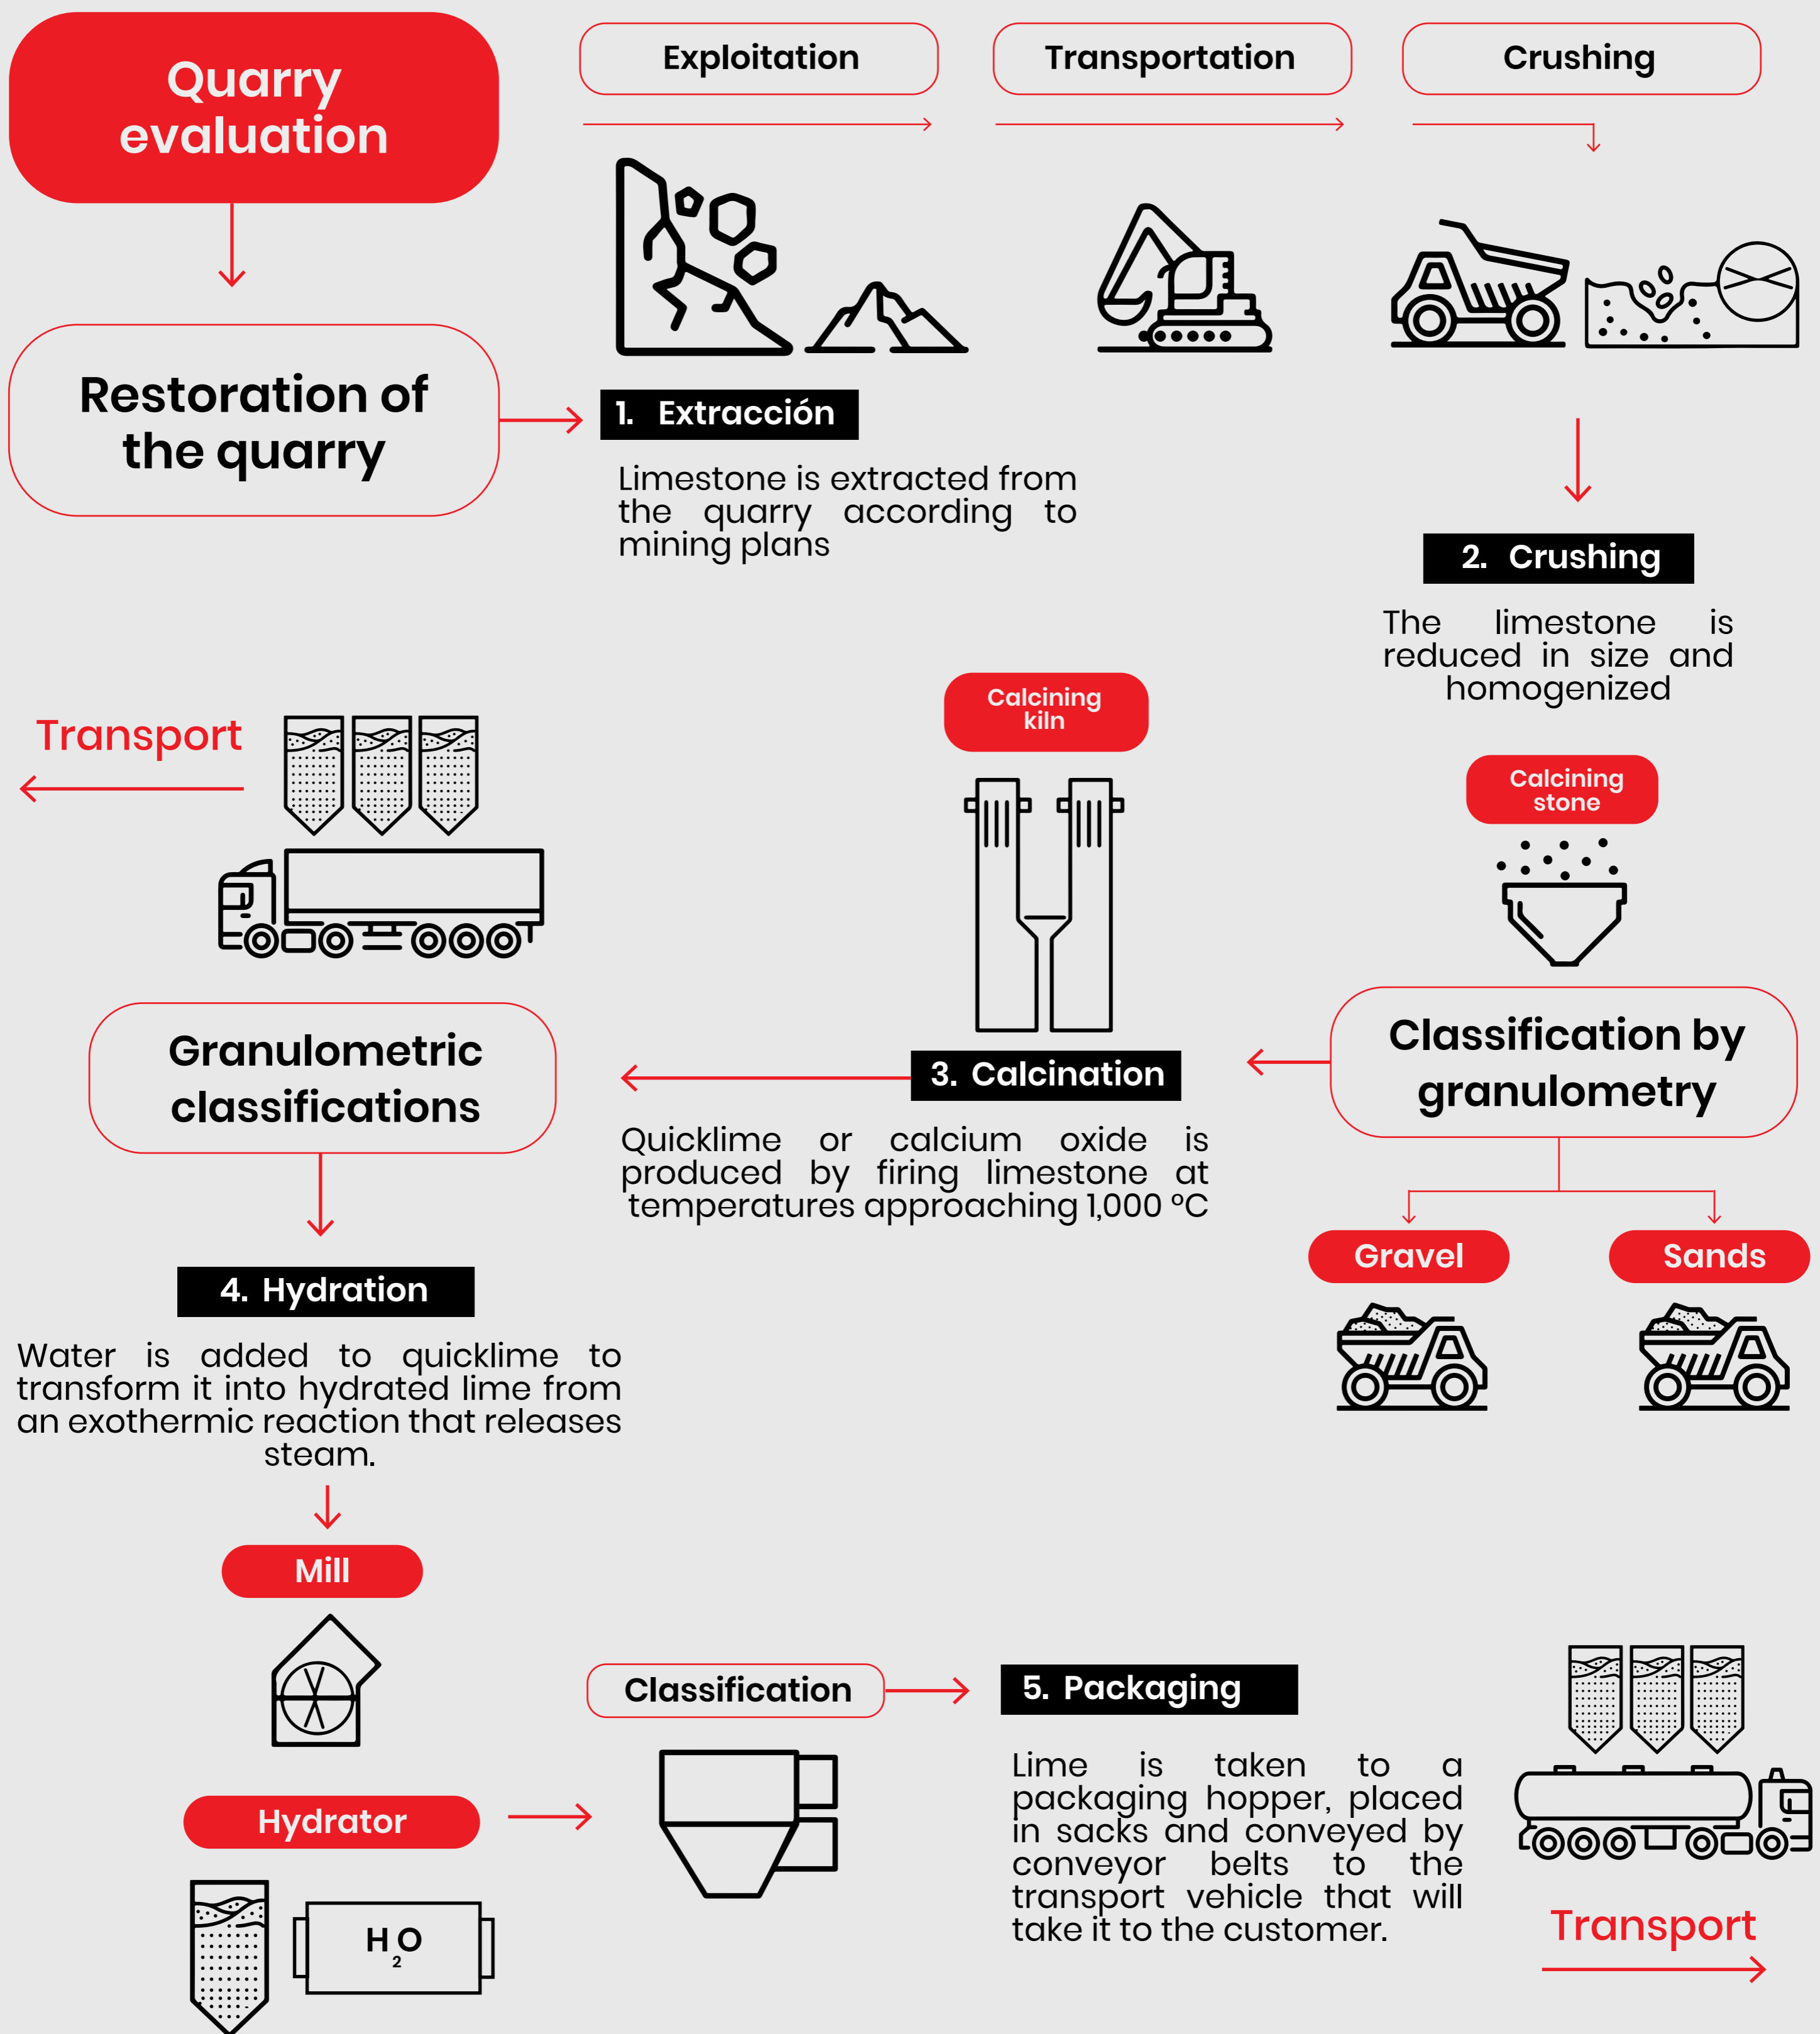 Quarry
evaluation
Exploitation
Transportation
Crushing
Restoration of
the quarry
1. Extracción
Limestone is extracted from
the quarry according to
mining plans
2. Crushing
The limestone is
reduced in size and
homogenized
Transport
Calcining
kiln
Calcining
stone
Granulometric
classifications
3. Calcination
Quicklime or calcium oxide is
produced by firing limestone at
temperatures approaching 1,000 °C
Classification by
granulometry
Gravel
Sands
4. Hydration
Water is added to quicklime to
transform it into hydrated lime from
an exothermic reaction that releases
steam.
Mill
Hydrator
H2O
Classification
5. Packaging
Lime is taken to a
packaging hopper, placed
in sacks and conveyed by
conveyor belts to the
transport vehicle that will
take it to the customer.
Transport